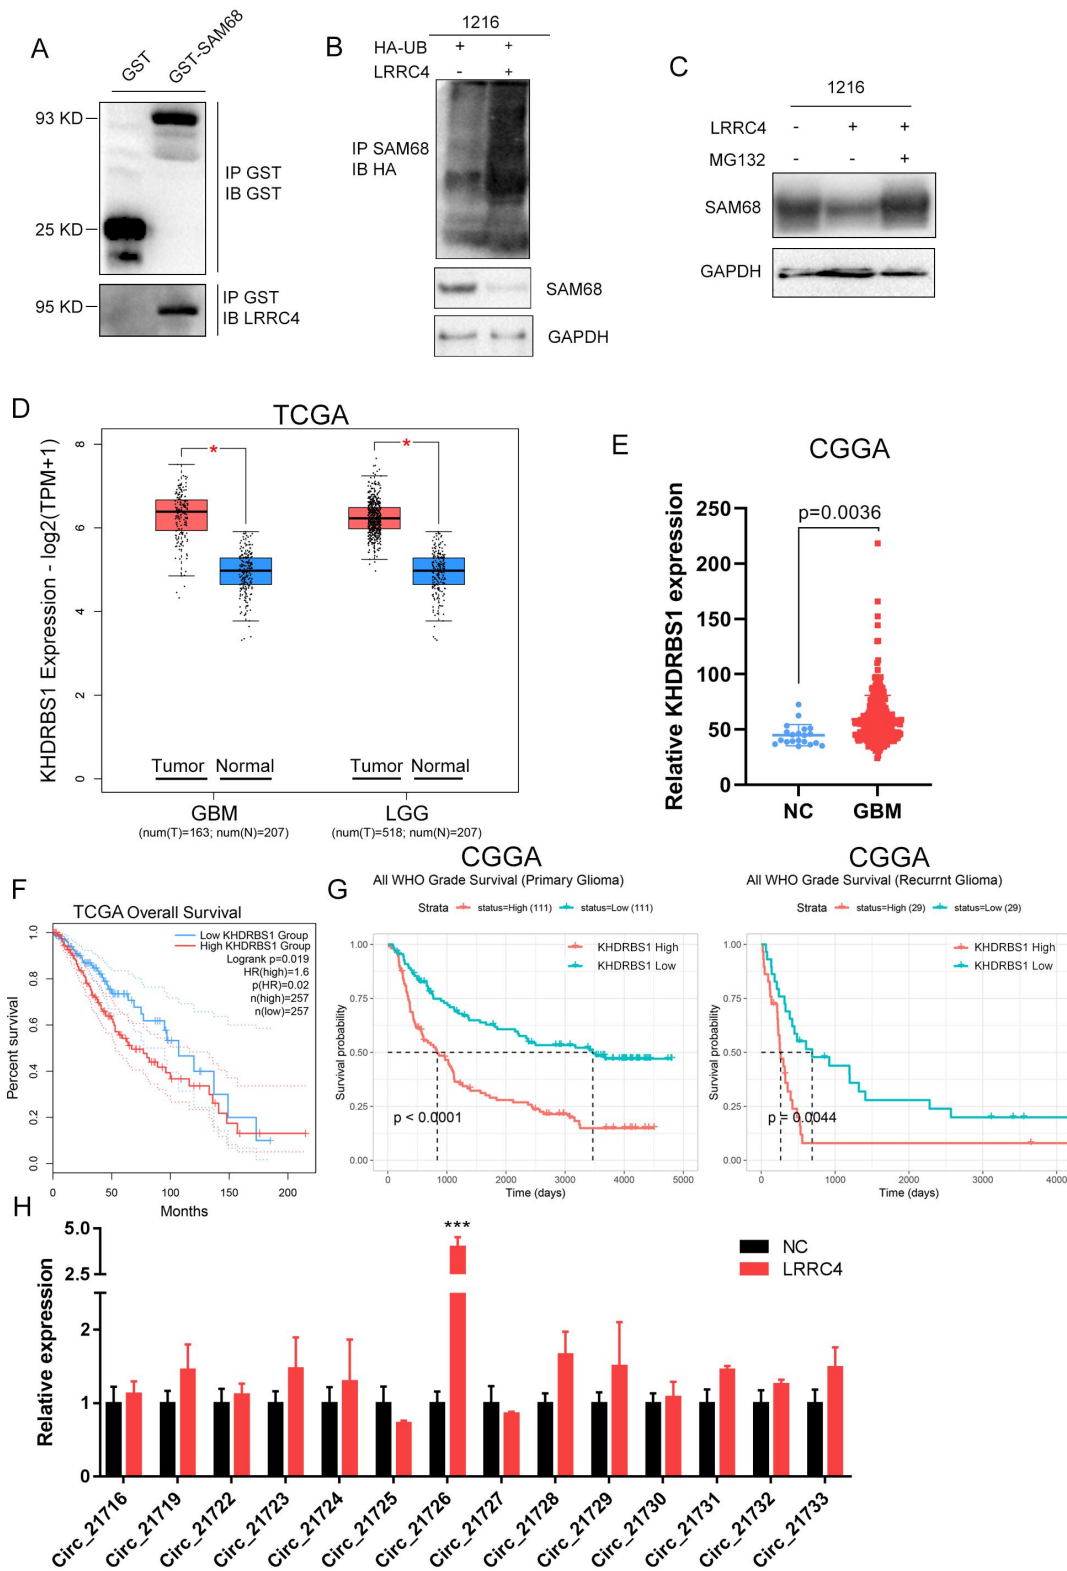 A
GST
GST-SAM68
93 KD
IP GST
IB GST
25 KD
95 KD
IP GST
IB LRRC4
B
1216
HA-UB + +
LRRC4 - +
IP SAM68
IB HA
SAM68
GAPDH
C
1216
LRRC4 - + +
MG132 - - +
SAM68
GAPDH
D
TCGA
KHDRBS1 Expression - log2(TPM+1)
8
6
4
2
0
*
*
Tumor Normal Tumor Normal
GBM
LGG
(num(T)=163; num(N)=207)
(num(T)=518; num(N)=207)
E
CGGA
Relative KHDRBS1 expression
p=0.0036
250
200
150
100
50
0
NC GBM
F
TCGA Overall Survival
Low KHDRBS1 Group
High KHDRBS1 Group
Logrank p=0.019
HR(high)=1.6
p(HR)=0.02
n(high)=257
n(low)=257
Percent survival
1.0
0.8
0.6
0.4
0.2
0.0
0 50 100 150 200
Months
G
CGGA
All WHO Grade Survival (Primary Glioma)
Strata status=High (111) status=Low (111)
KHDRBS1 High
KHDRBS1 Low
Survival probability
1.00
0.75
0.50
0.25
0.00
p < 0.0001
0 1000 2000 3000 4000 5000
Time (days)
CGGA
All WHO Grade Survival (Recurrnt Glioma)
Strata status=High (29) status=Low (29)
KHDRBS1 High
KHDRBS1 Low
Survival probability
1.00
0.75
0.50
0.25
0.00
p = 0.0044
0 1000 2000 3000 4000
Time (days)
H
Relative expression
5.0
2.5
2
1
0
***
NC
LRRC4
Circ_21716
Circ_21719
Circ_21722
Circ_21723
Circ_21724
Circ_21725
Circ_21726
Circ_21727
Circ_21728
Circ_21729
Circ_21730
Circ_21731
Circ_21732
Circ_21733